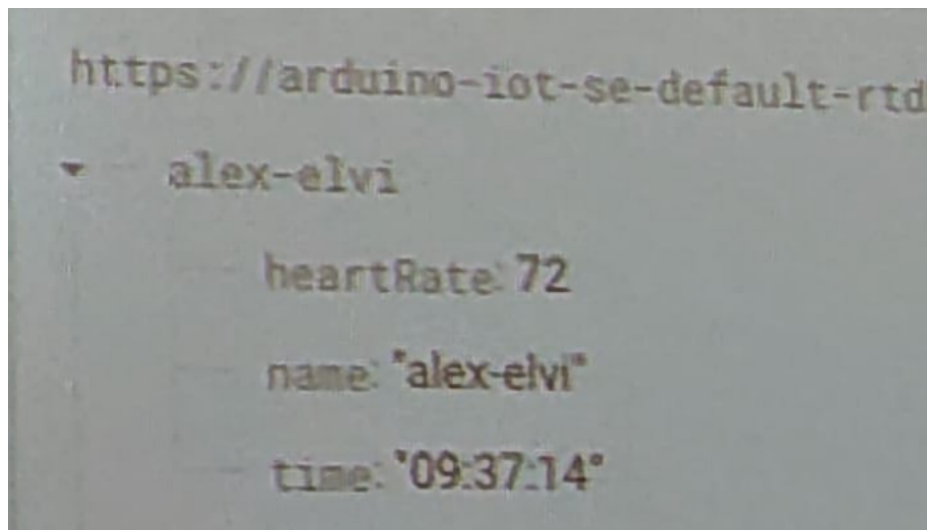 https://arduino-iot-se-default-rtd
alex-elvi
heartRate: 72
name: "alex-elvi"
time: "09:37:14"